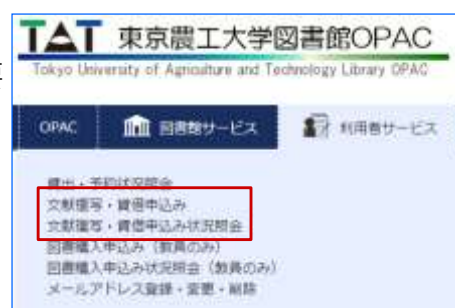 TAT 東京農工大学図書館OPAC
Tokyo University of Agriculture and Technology Library OPAC
OPAC 図書館サービス 利用者サービス
貸出・予約状況照会
文献複写・貸借申込み
文献複写・貸借申込み状況照会
図書購入申込み（教員のみ）
図書購入申込み状況照会（教員のみ）
メールアドレス登録・変更・削除